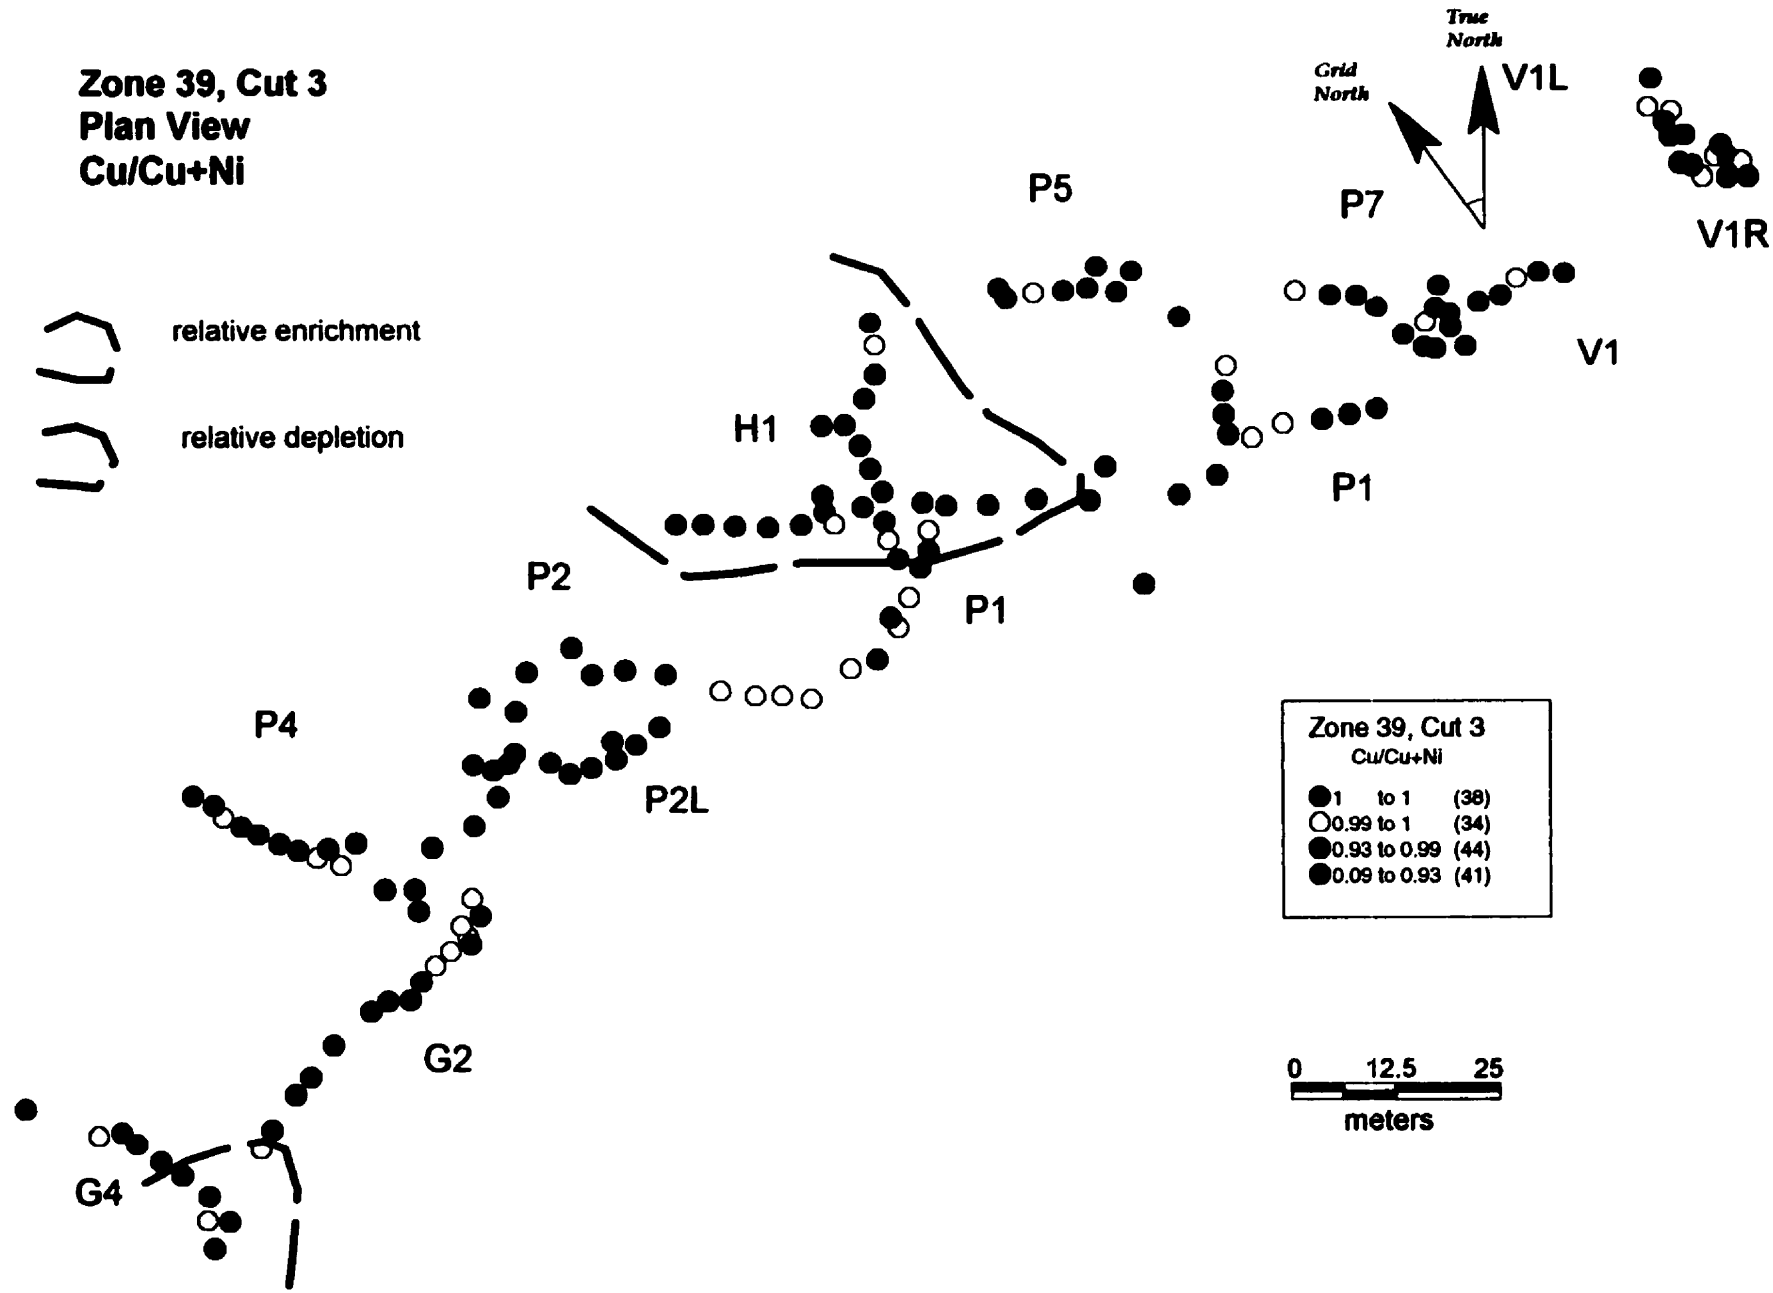 Zone 39, Cut 3
Plan View
Cu/Cu+Ni
True
North
Grid
North
V1L
V1R
P5
P7
V1
relative enrichment
relative depletion
H1
P1
P2
P1
P4
P2L
Zone 39, Cut 3
Cu/Cu+Ni
1 to 1 (38)
0.99 to 1 (34)
0.93 to 0.99 (44)
0.09 to 0.93 (41)
G2
G4
0 12.5 25
meters